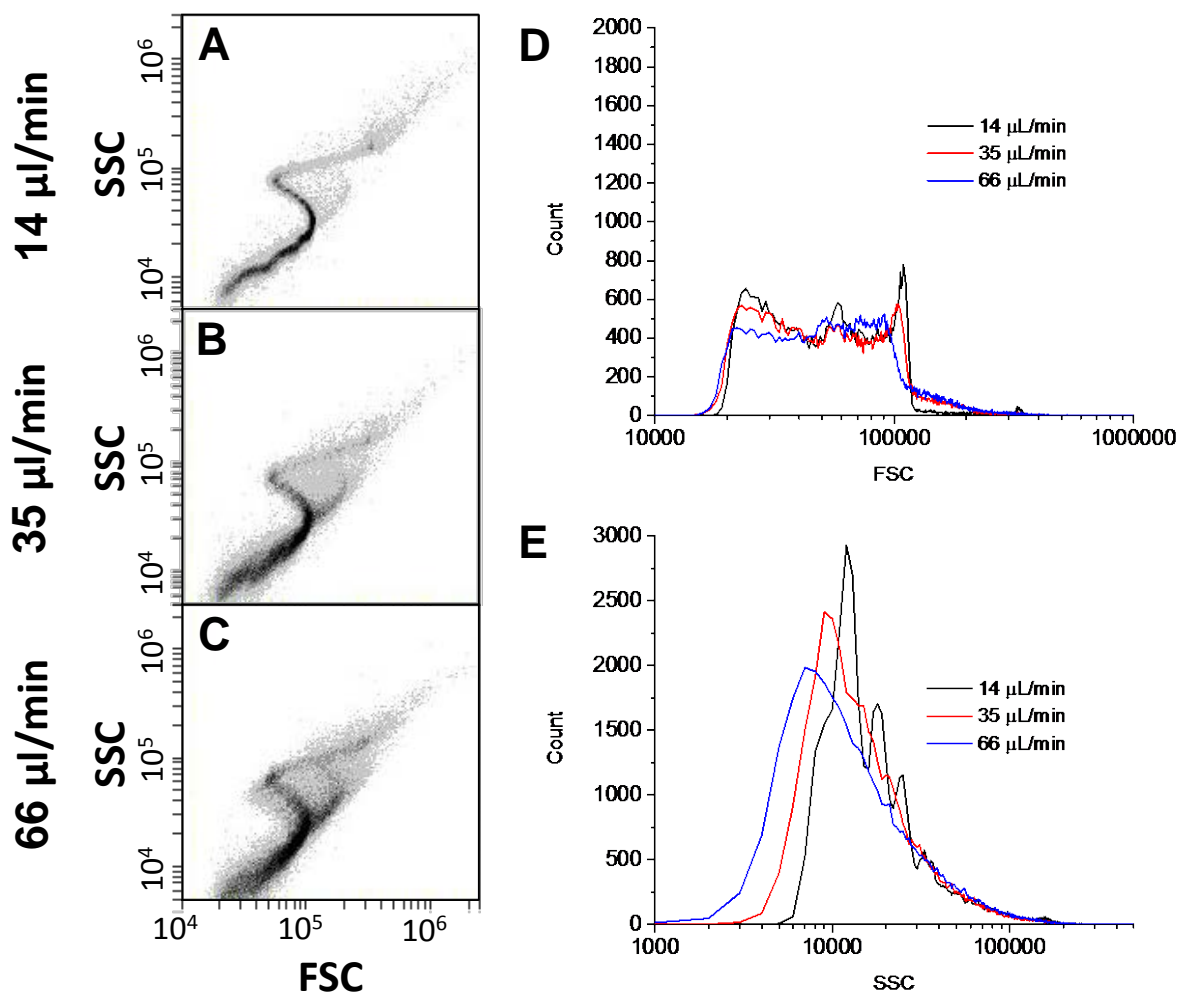 A
14 µl/min
SSC
10⁶
10⁵
10⁴
B
35 µl/min
SSC
10⁶
10⁵
10⁴
C
66 µl/min
SSC
10⁶
10⁵
10⁴
10⁴ 10⁵ 10⁶
FSC
D
2000
1800
1600
1400
1200
1000
800
600
400
200
0
Count
14 µL/min
35 µL/min
66 µL/min
10000 100000 1000000
FSC
E
3000
2500
2000
1500
1000
500
0
Count
14 µL/min
35 µL/min
66 µL/min
1000 10000 100000
SSC